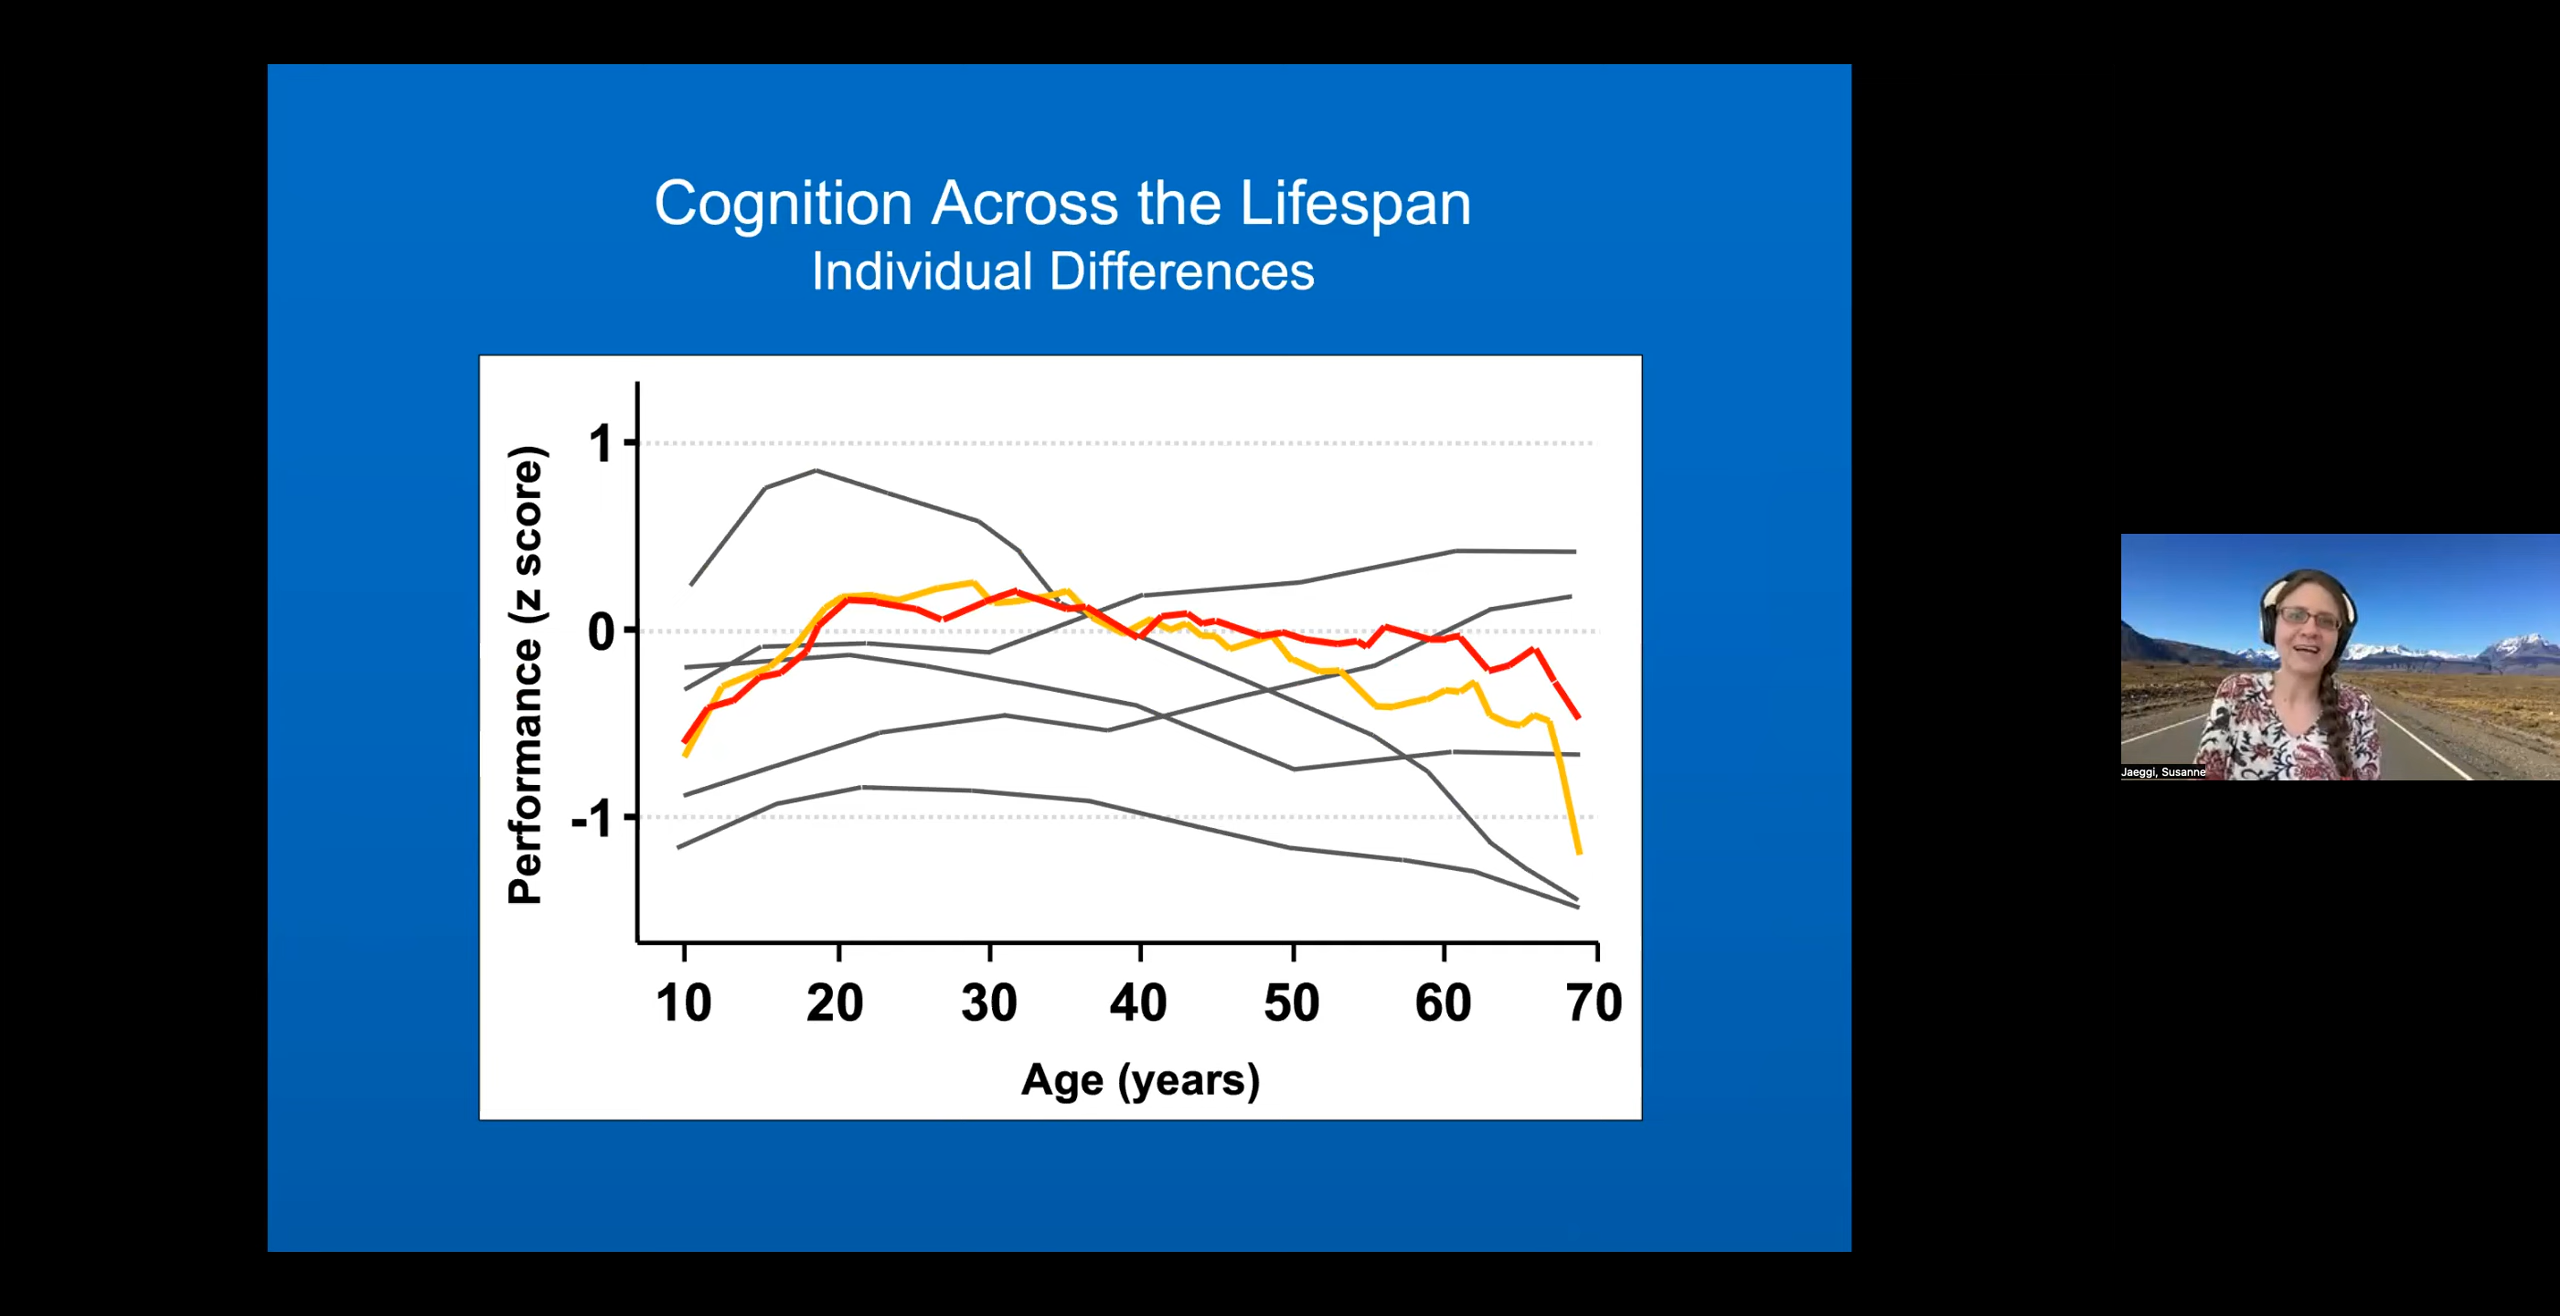 Cognition Across the Lifespan
Individual Differences
Performance (z score)
1
0
-1
10 20 30 40 50 60 70
Age (years)
Jaeggi, Susanne